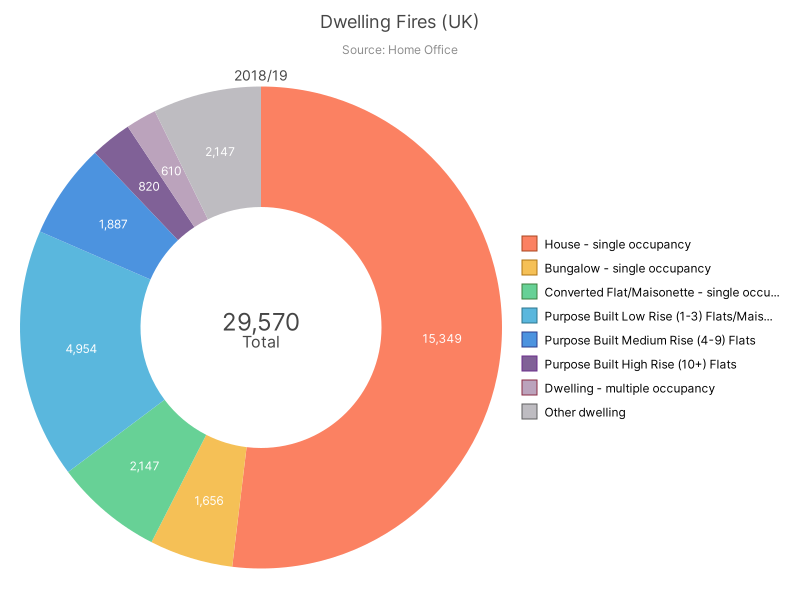 Dwelling Fires (UK)
Source: Home Office
2018/19
2,147
610
820
1,887
4,954
2,147
1,656
15,349
29,570
Total
House - single occupancy
Bungalow - single occupancy
Converted Flat/Maisonette - single occu...
Purpose Built Low Rise (1-3) Flats/Mais...
Purpose Built Medium Rise (4-9) Flats
Purpose Built High Rise (10+) Flats
Dwelling - multiple occupancy
Other dwelling